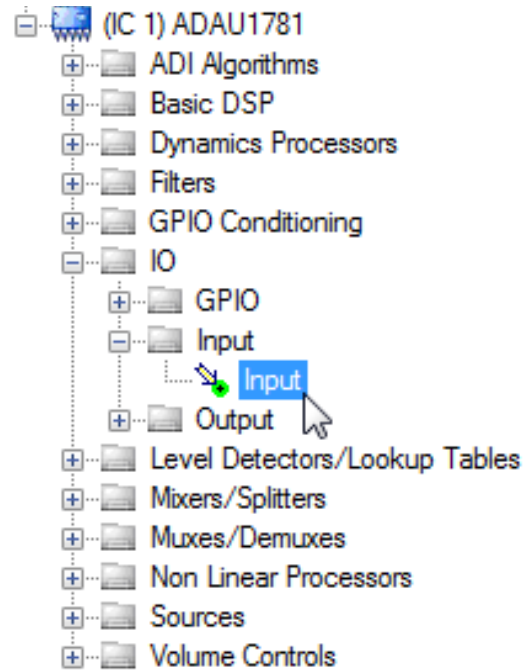 (IC 1) ADAU1781
ADI Algorithms
Basic DSP
Dynamics Processors
Filters
GPIO Conditioning
IO
GPIO
Input
Input
Output
Level Detectors/Lookup Tables
Mixers/Splitters
Muxes/Demuxes
Non Linear Processors
Sources
Volume Controls